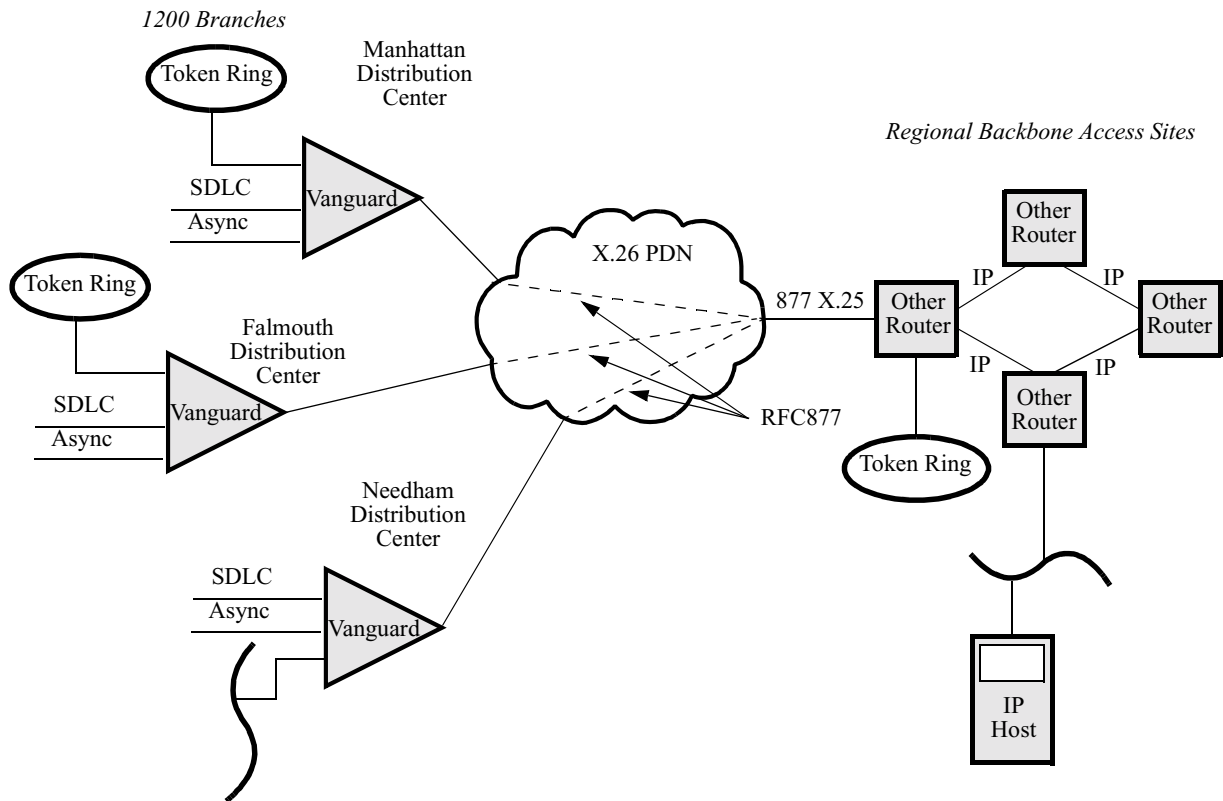 1200 Branches
Token Ring
Manhattan
Distribution
Center
SDLC
Async
Vanguard
Regional Backbone Access Sites
Other
Router
X.26 PDN
IP
IP
877 X.25
Other
Router
Other
Router
IP
IP
Other
Router
Token Ring
Falmouth
Distribution
Center
SDLC
Async
Vanguard
RFC877
Token Ring
Needham
Distribution
Center
SDLC
Async
Vanguard
IP
Host